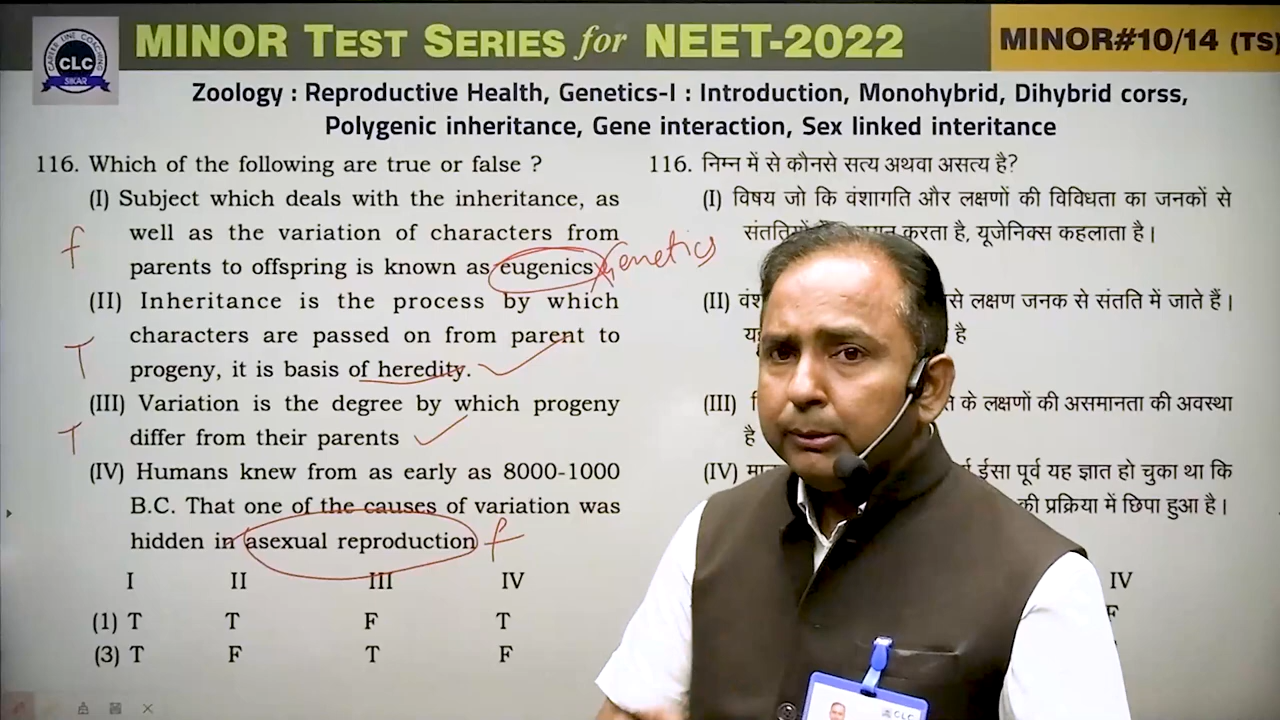 MINOR TEST SERIES for NEET-2022
MINOR#10/14 (TS)
CAREER LINE COACHING
CLC
SIKAR
Zoology : Reproductive Health, Genetics-I : Introduction, Monohybrid, Dihybrid corss,
Polygenic inheritance, Gene interaction, Sex linked interitance
116. Which of the following are true or false ?
(I) Subject which deals with the inheritance, as
well as the variation of characters from
parents to offspring is known as eugenics
Genetics
f
(II) Inheritance is the process by which
characters are passed on from parent to
progeny, it is basis of heredity.
T
(III) Variation is the degree by which progeny
differ from their parents
T
(IV) Humans knew from as early as 8000-1000
B.C. That one of the causes of variation was
hidden in asexual reproduction
f
I II III IV
(1) T T F T
(3) T F T F
116. निम्न में से कौनसे सत्य अथवा असत्य है?
(I) विषय जो कि वंशागति और लक्षणों की विविधता का जनकों से
करता है, यूजेनिक्स कहलाता है।
(II) से लक्षण जनक से संतति में जाते हैं।
है
(III) के लक्षणों की असमानता की अवस्था
है
(IV) ईसा पूर्व यह ज्ञात हो चुका था कि
की प्रक्रिया में छिपा हुआ है।
IV
F
CLC